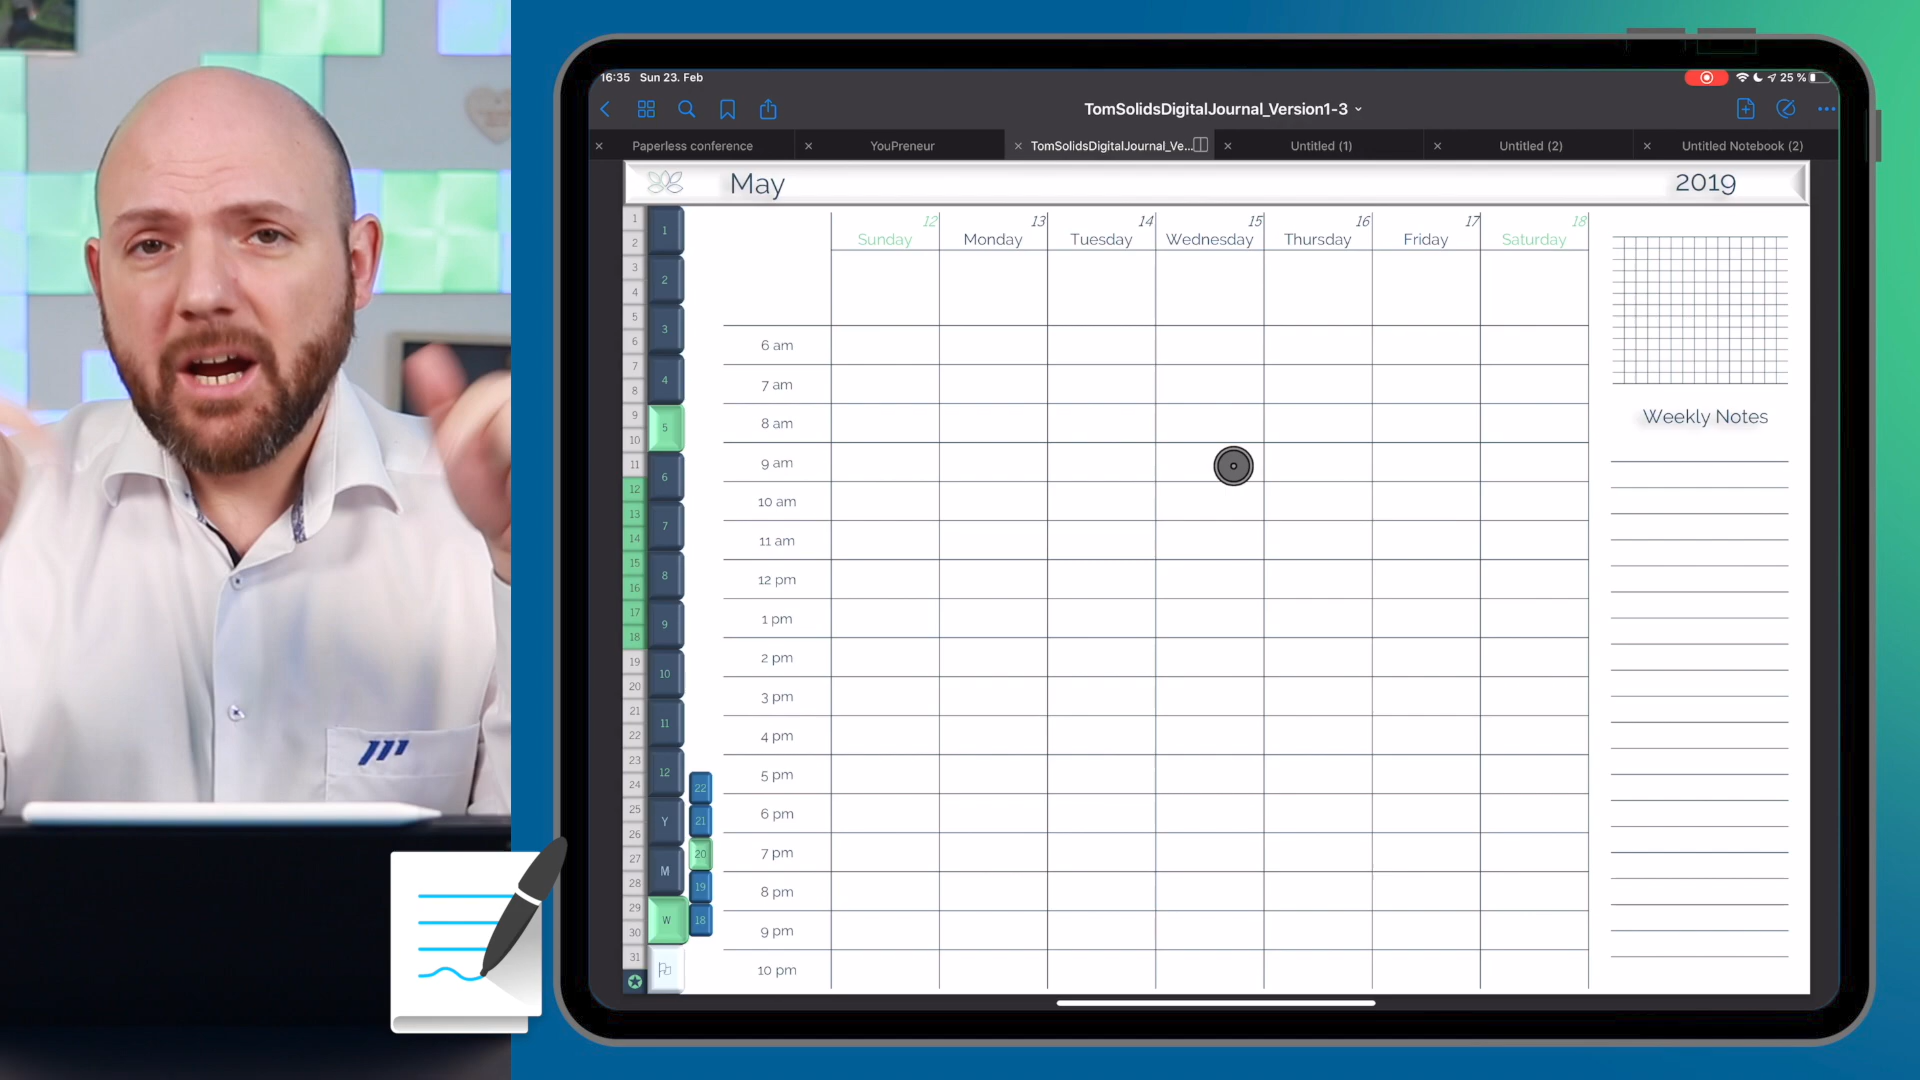 16:35 Sun 23. Feb
25 %
TomSolidsDigitalJournal_Version1-3
Paperless conference
YouPreneur
TomSolidsDigitalJournal_Ve...
Untitled (1)
Untitled (2)
Untitled Notebook (2)
May
2019
12
13
14
15
16
17
18
Sunday
Monday
Tuesday
Wednesday
Thursday
Friday
Saturday
1
2
3
4
5
6
7
8
9
10
11
12
13
14
15
16
17
18
19
20
21
22
23
24
25
26
27
28
29
30
31
1
2
3
4
5
6
7
8
9
10
11
12
Y
M
W
22
21
20
19
18
6 am
7 am
8 am
9 am
10 am
11 am
12 pm
1 pm
2 pm
3 pm
4 pm
5 pm
6 pm
7 pm
8 pm
9 pm
10 pm
Weekly Notes